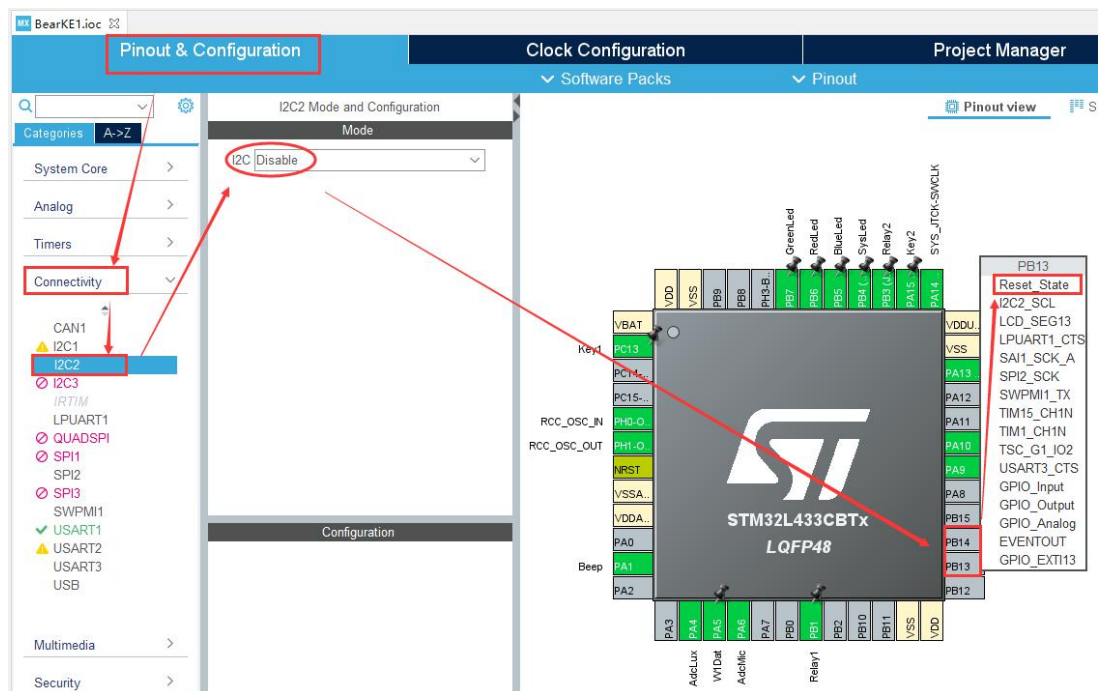 MX BearKE1.ioc
Pinout & Configuration
Clock Configuration
Project Manager
Software Packs
Pinout
Categories
A->Z
System Core
Analog
Timers
Connectivity
CAN1
I2C1
I2C2
I2C3
IRTIM
LPUART1
QUADSPI
SPI1
SPI2
SPI3
SWPMI1
USART1
USART2
USART3
USB
Multimedia
Security
I2C2 Mode and Configuration
Mode
I2C Disable
Configuration
Pinout view
S
GreenLed
RedLed
BlueLed
SysLed
Relay2
Key2
SYS_JTCK-SWCLK
VDD
VSS
PB9
PB8
PH3-B..
PB7
PB6
PB5
PB4 (..
PB3 (J..
PA15 ..
PA14
VBAT
Key1
PC13
PC14-..
PC15-..
RCC_OSC_IN
PH0-O..
RCC_OSC_OUT
PH1-O..
NRST
VSSA..
VDDA..
PA0
Beep
PA1
PA2
STM32L433CBTx
LQFP48
VDDU..
VSS
PA13 ..
PA12
PA11
PA10
PA9
PA8
PB15
PB14
PB13
PB12
PA3
PA4
PA5
PA6
PA7
PB0
PB1
PB2
PB10
PB11
VSS
VDD
AdcLux
W1Dat
AdcMic
Relay1
PB13
Reset_State
I2C2_SCL
LCD_SEG13
LPUART1_CTS
SAI1_SCK_A
SPI2_SCK
SWPMI1_TX
TIM15_CH1N
TIM1_CH1N
TSC_G1_IO2
USART3_CTS
GPIO_Input
GPIO_Output
GPIO_Analog
EVENTOUT
GPIO_EXTI13